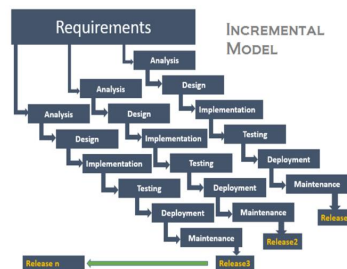 Requirements
INCREMENTAL
MODEL
Analysis
Design
Implementation
Testing
Deployment
Maintenance
Release
Analysis
Design
Implementation
Testing
Deployment
Maintenance
Release2
Analysis
Design
Implementation
Testing
Deployment
Maintenance
Release3
Release n